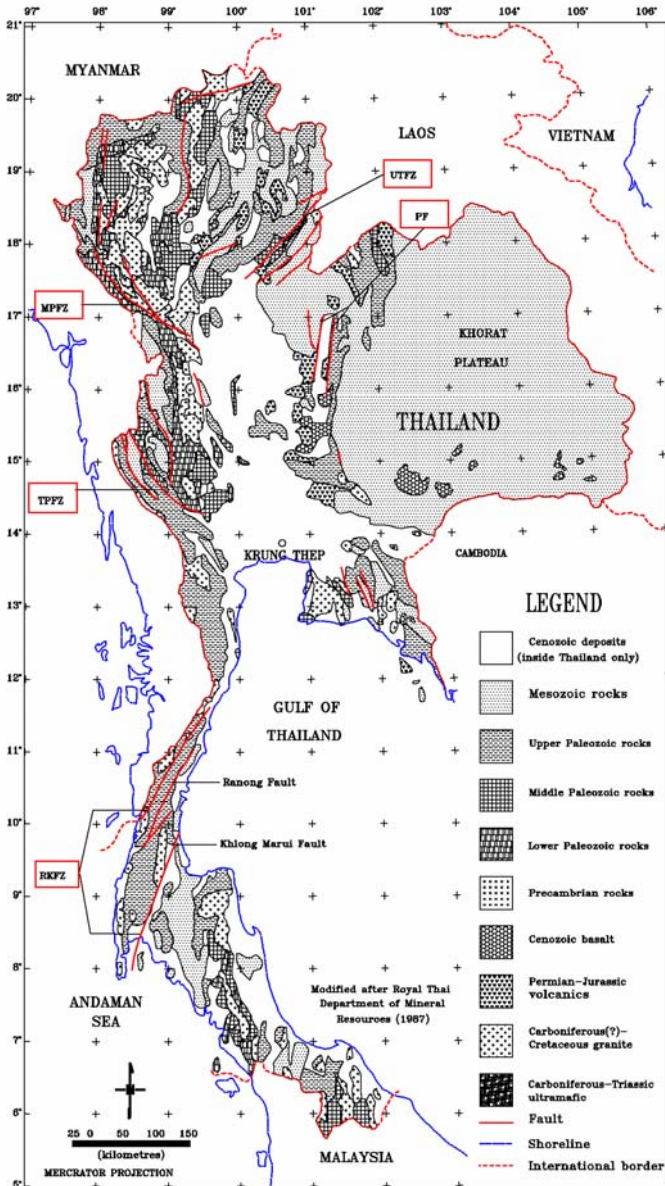 97° 98° 99° 100° 101° 102° 103° 104° 105° 106°
21°
MYANMAR
20°
LAOS
VIETNAM
19°
UTFZ
18°
PF
MPFZ
17°
KHORAT
PLATEAU
16°
THAILAND
15°
TPFZ
14°
KRUNG THEP
CAMBODIA
13°
LEGEND
Cenozoic deposits
(inside Thailand only)
12°
Mesozoic rocks
GULF OF
THAILAND
Upper Paleozoic rocks
11°
Ranong Fault
Middle Paleozoic rocks
10°
Khlong Marui Fault
Lower Paleozoic rocks
RKFZ
9°
Precambrian rocks
Cenozoic basalt
8°
Modified after Royal Thai
Department of Mineral
Resources (1987)
Permian-Jurassic
volcanics
ANDAMAN
SEA
7°
Carboniferous(?)-
Cretaceous granite
6°
Carboniferous-Triassic
ultramafic
Fault
25 0 50 100 150
(kilometres)
Shoreline
MERCRATOR PROJECTION
MALAYSIA
International border
5°